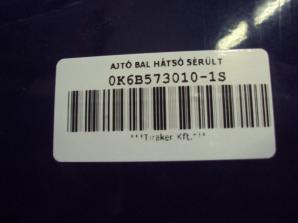 AJTÓ BAL HÁTSÓ SÉRÜLT
0K6B573010-1S
***Tiraker Kft.***